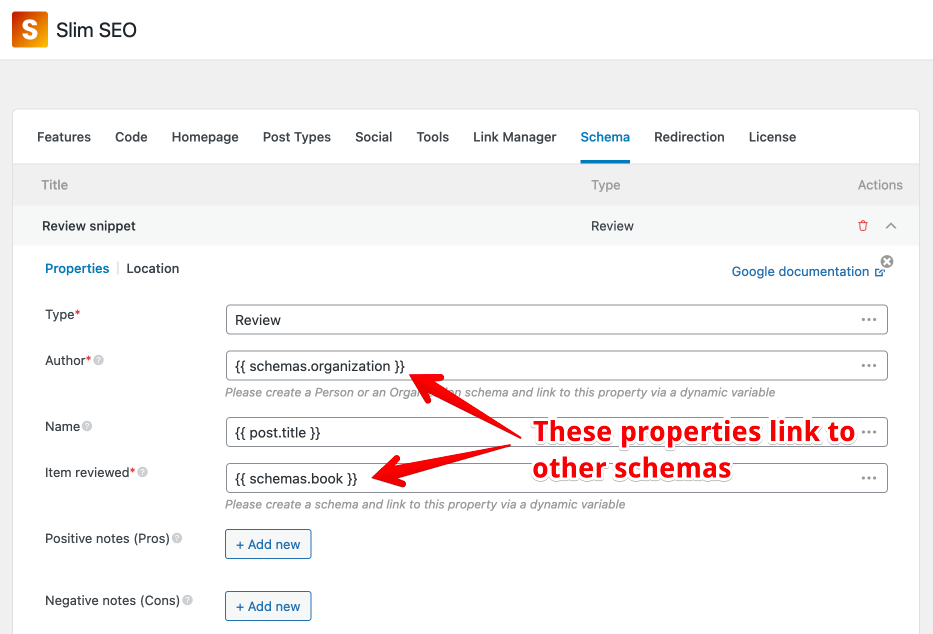 S Slim SEO
Features Code Homepage Post Types Social Tools Link Manager Schema Redirection License
Title Type Actions
Review snippet Review
Properties | Location
Google documentation
Type* Review
Author* {{ schemas.organization }}
Please create a Person or an Organization schema and link to this property via a dynamic variable
Name {{ post.title }}
These properties link to
other schemas
Item reviewed* {{ schemas.book }}
Please create a schema and link to this property via a dynamic variable
Positive notes (Pros) + Add new
Negative notes (Cons) + Add new